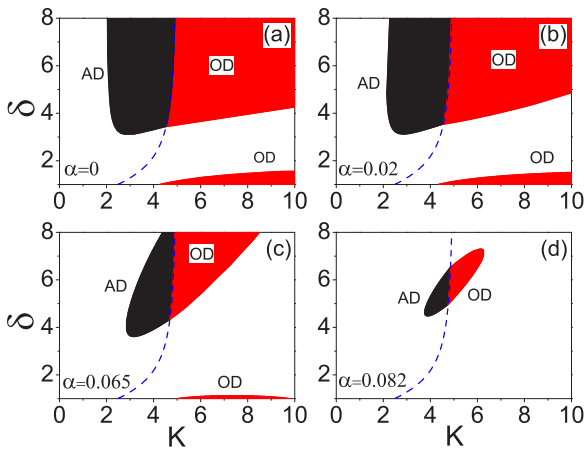 8 (a) 8 (b)
AD OD AD OD
6 6
δ
4 4
OD OD
2 α=0 2 α=0.02
0 2 4 6 8 10 0 2 4 6 8 10
8 (c) 8 (d)
OD
6 AD 6
δ AD OD
4 4
OD
2 α=0.065 2 α=0.082
0 2 4 6 8 10 0 2 4 6 8 10
K K